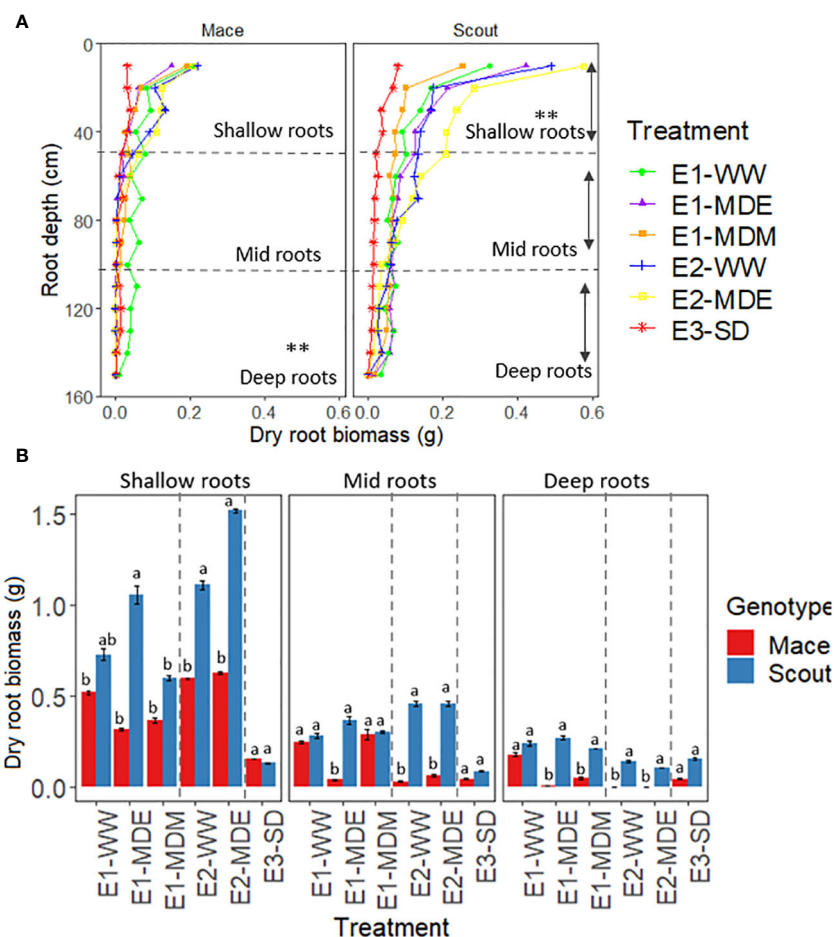 A
Mace Scout
0
40
80
120
160
Root depth (cm)
Shallow roots
Mid roots
**
Deep roots
**
Shallow roots
Mid roots
Deep roots
0.0 0.2 0.4 0.6 0.0 0.2 0.4 0.6
Dry root biomass (g)
Treatment
E1-WW
E1-MDE
E1-MDM
E2-WW
E2-MDE
E3-SD
B
Shallow roots Mid roots Deep roots
1.5
1.0
0.5
0.0
Dry root biomass (g)
b ab b a b b b a b a a a
a a b a a a b a b a a a
a a b a b a b a b a b a
E1-WW E1-MDE E1-MDM E2-WW E2-MDE E3-SD E1-WW E1-MDE E1-MDM E2-WW E2-MDE E3-SD E1-WW E1-MDE E1-MDM E2-WW E2-MDE E3-SD
Treatment
Genotype
Mace
Scout